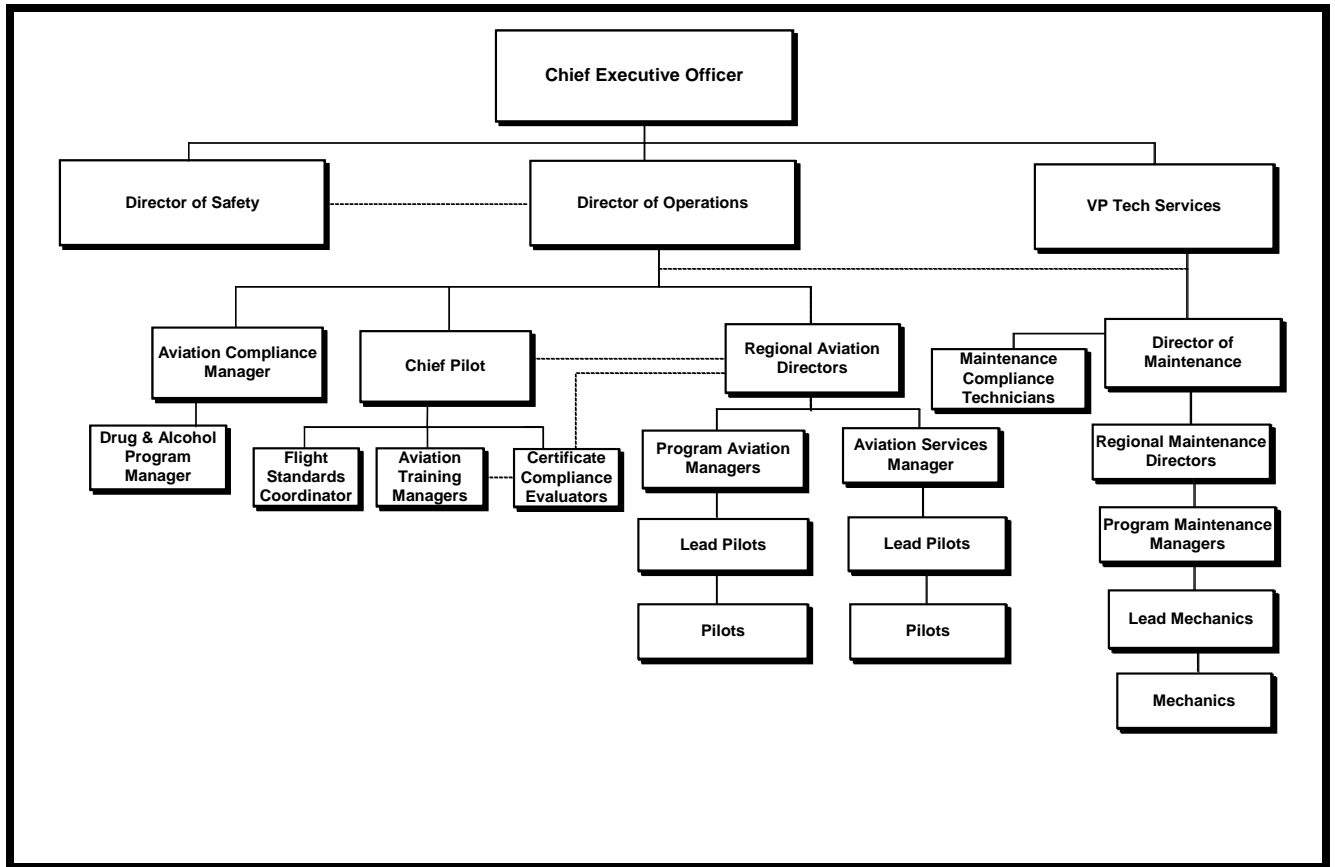 Chief Executive Officer
Director of Safety
Director of Operations
VP Tech Services
Aviation Compliance
Manager
Chief Pilot
Regional Aviation
Directors
Maintenance
Compliance
Technicians
Director of
Maintenance
Drug & Alcohol
Program
Manager
Flight
Standards
Coordinator
Aviation
Training
Managers
Certificate
Compliance
Evaluators
Program Aviation
Managers
Aviation Services
Manager
Regional Maintenance
Directors
Lead Pilots
Lead Pilots
Program Maintenance
Managers
Pilots
Pilots
Lead Mechanics
Mechanics